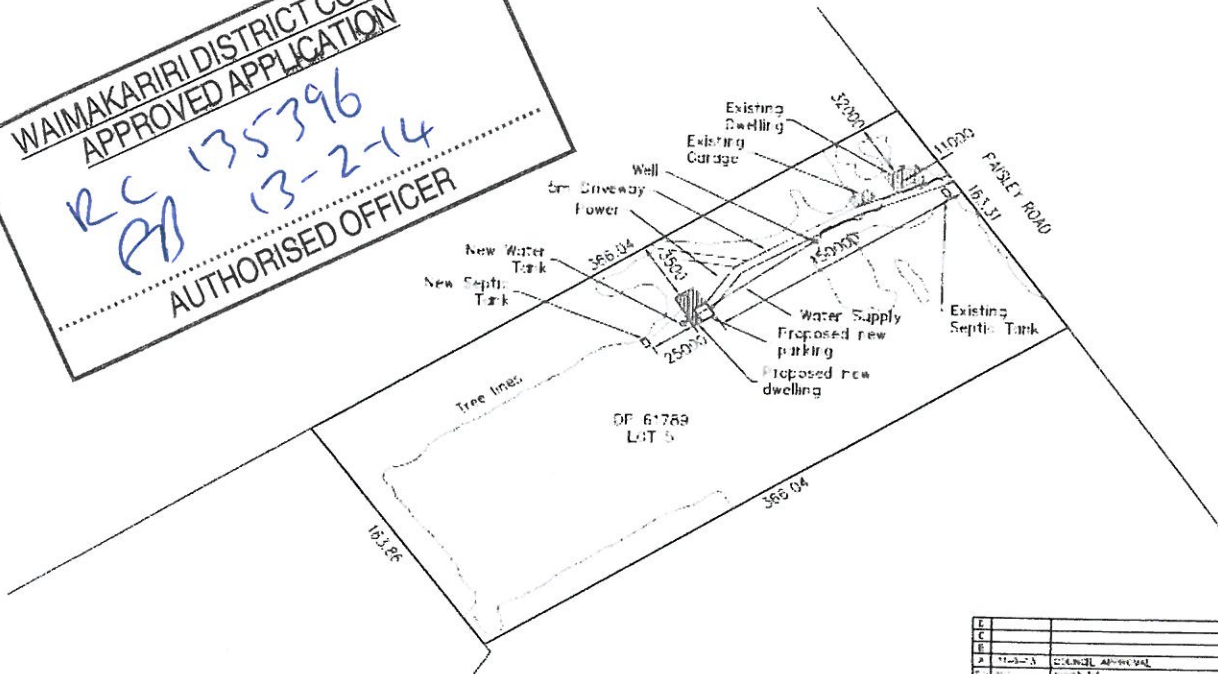 WAIMAKARIRI DISTRICT CO
APPROVED APPLICATION
RC 135396
13-2-14
AUTHORISED OFFICER
Existing
Dwelling
Existing
Garage
Well
Driveway
Power
New Water
Tank
New Septic
Tank
32000
11000
PAISLEY ROAD
163.31
366.04
3500
150000
25000
Water Supply
Proposed new
parking
Proposed new
dwelling
Existing
Septic Tank
Tree lines
DP 61789
LOT 5
366.04
163.86
E
C
B
A
COUNCIL APPROVAL